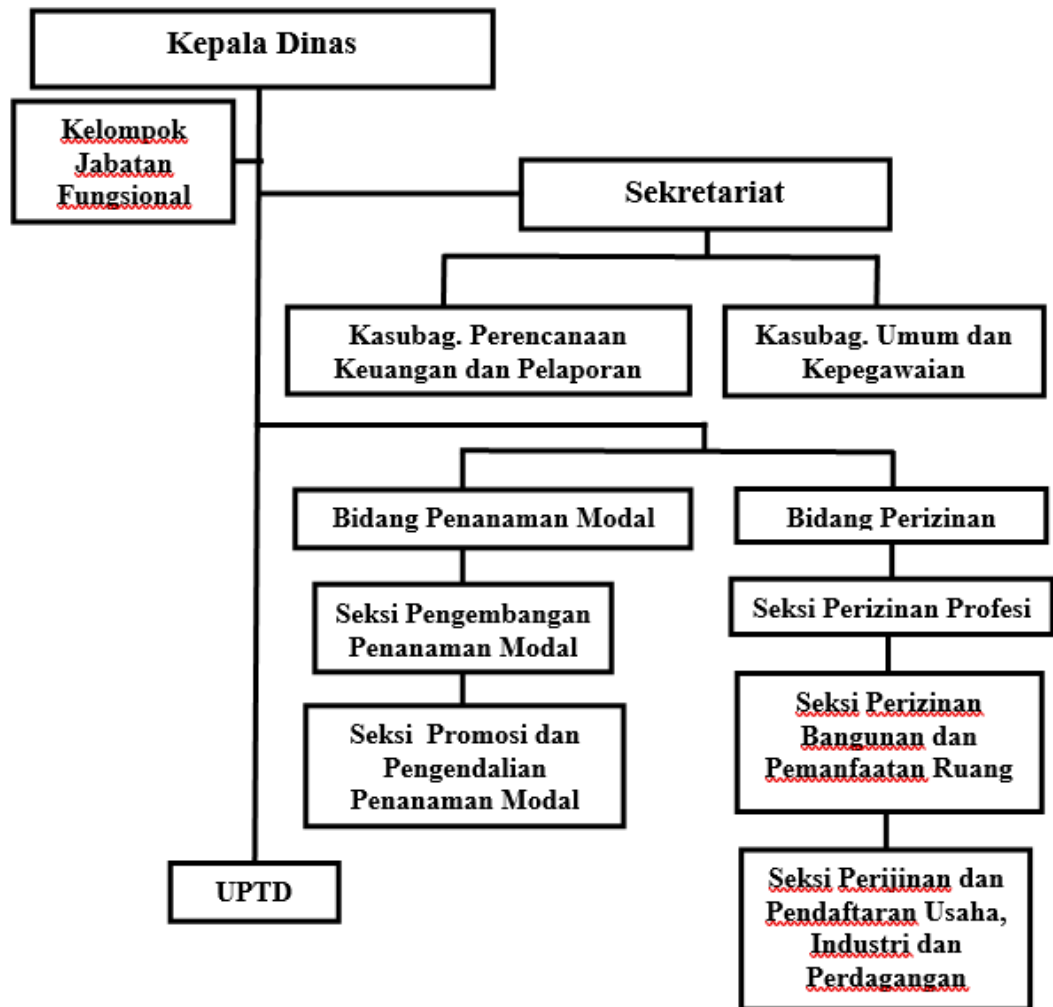 Kepala Dinas
Kelompok
Jabatan
Fungsional
Sekretariat
Kasubag. Perencanaan
Keuangan dan Pelaporan
Kasubag. Umum dan
Kepegawaian
Bidang Penanaman Modal
Bidang Perizinan
Seksi Pengembangan
Penanaman Modal
Seksi Perizinan Profesi
Seksi Promosi dan
Pengendalian
Penanaman Modal
Seksi Perizinan
Bangunan dan
Pemanfaatan Ruang
UPTD
Seksi Perijinan dan
Pendaftaran Usaha,
Industri dan
Perdagangan